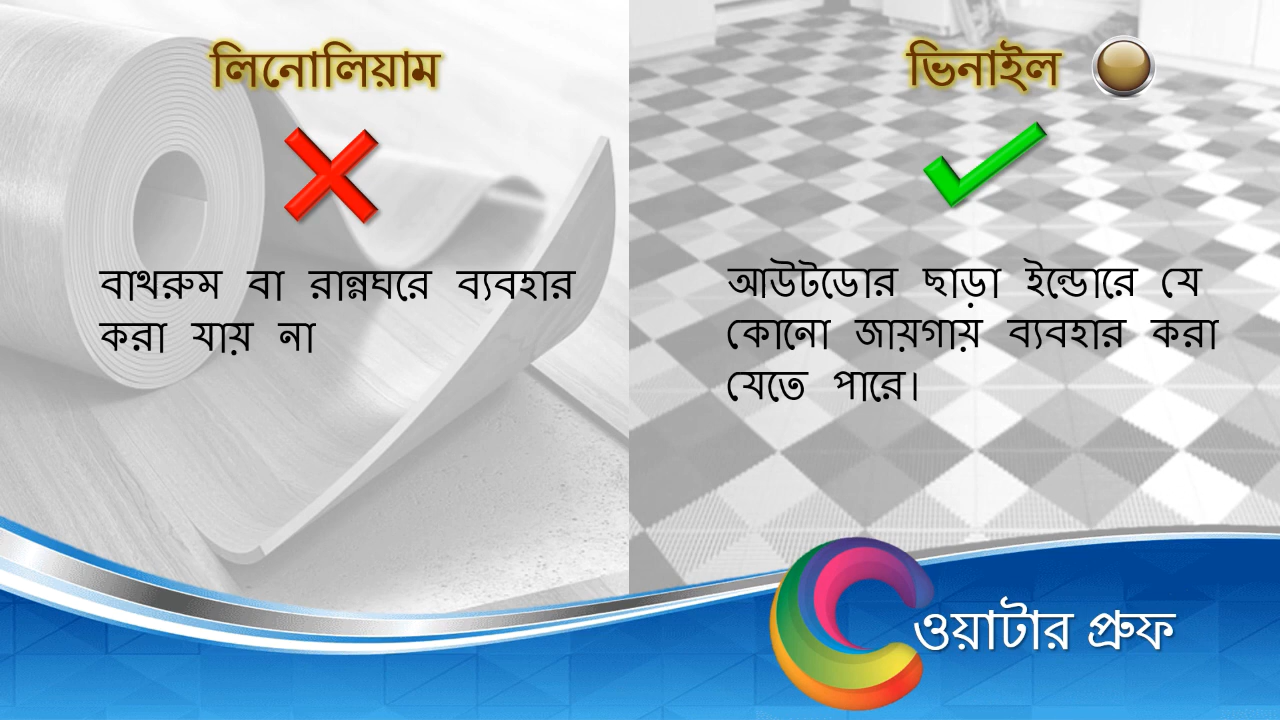 লিনোলিয়াম
ভিনাইল
বাথরুম বা রান্নঘরে ব্যবহার
করা যায় না
আউটডোর ছাড়া ইন্ডোরে যে
কোনো জায়গায় ব্যবহার করা
যেতে পারে।
ওয়াটার প্রুফ